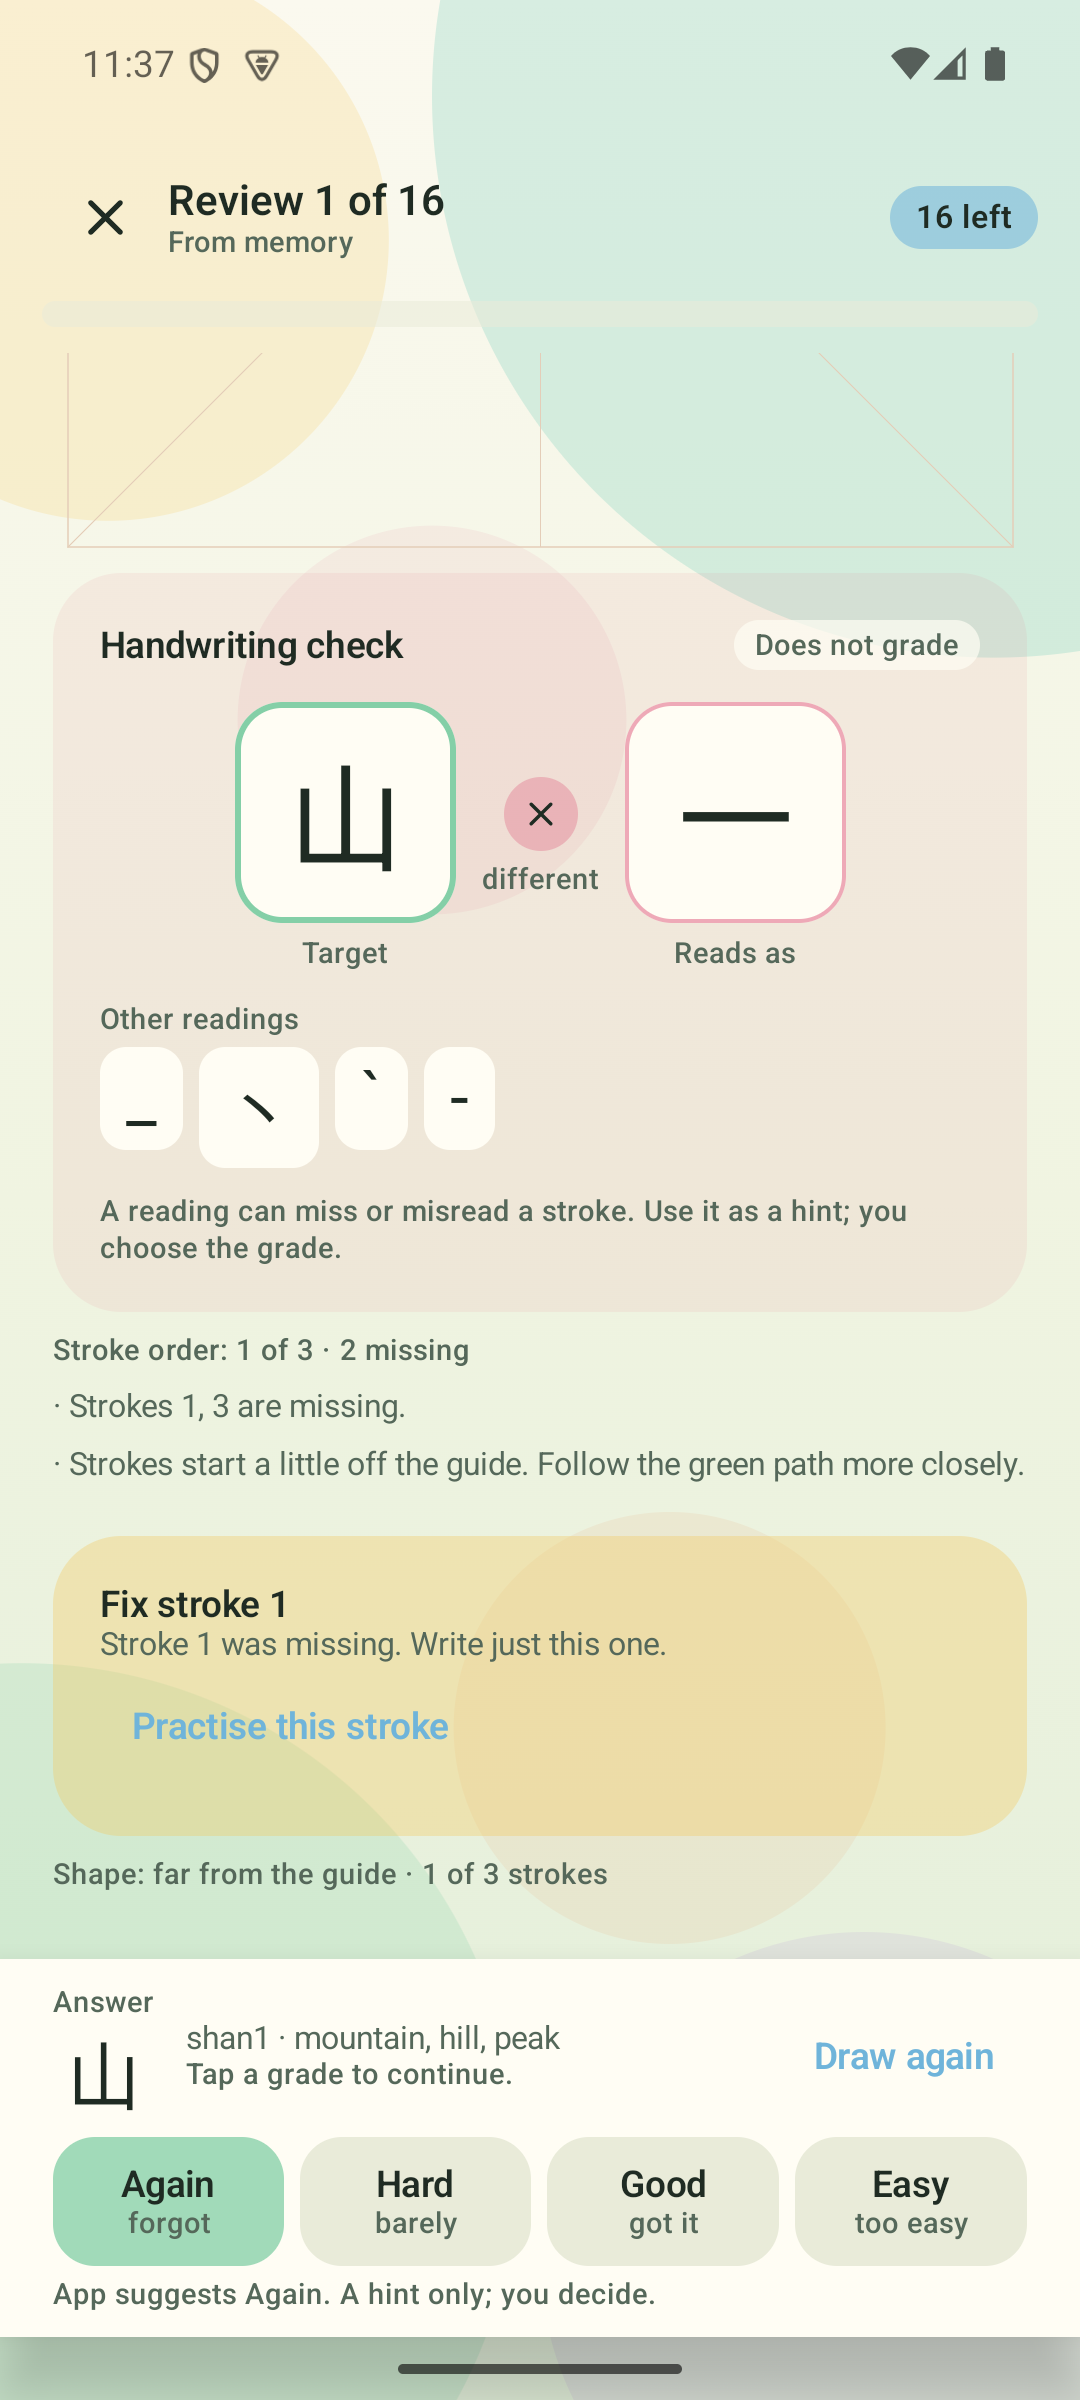 11:37
Review 1 of 16
From memory
16 left
Handwriting check
Does not grade
山
different
一
Target
Reads as
Other readings
_
丶
`
-
A reading can miss or misread a stroke. Use it as a hint; you
choose the grade.
Stroke order: 1 of 3 · 2 missing
· Strokes 1, 3 are missing.
· Strokes start a little off the guide. Follow the green path more closely.
Fix stroke 1
Stroke 1 was missing. Write just this one.
Practise this stroke
Shape: far from the guide · 1 of 3 strokes
Answer
山
shan1 · mountain, hill, peak
Tap a grade to continue.
Draw again
Again
forgot
Hard
barely
Good
got it
Easy
too easy
App suggests Again. A hint only; you decide.